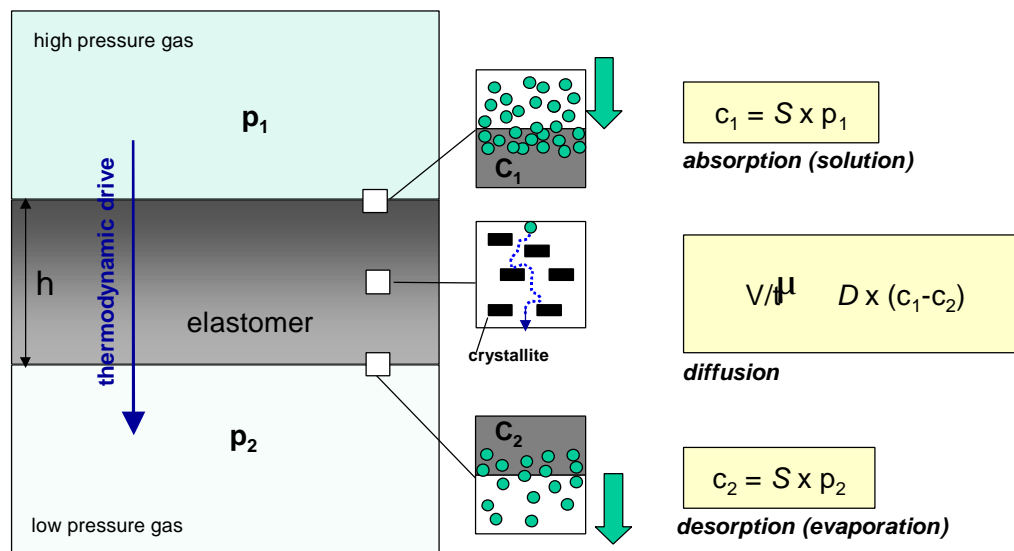 high pressure gas
p₁
thermodynamic drive
h
elastomer
p₂
low pressure gas
C₁
crystallite
C₂
c₁ = S x p₁
absorption (solution)
V/t µ D x (c₁-c₂)
diffusion
c₂ = S x p₂
desorption (evaporation)